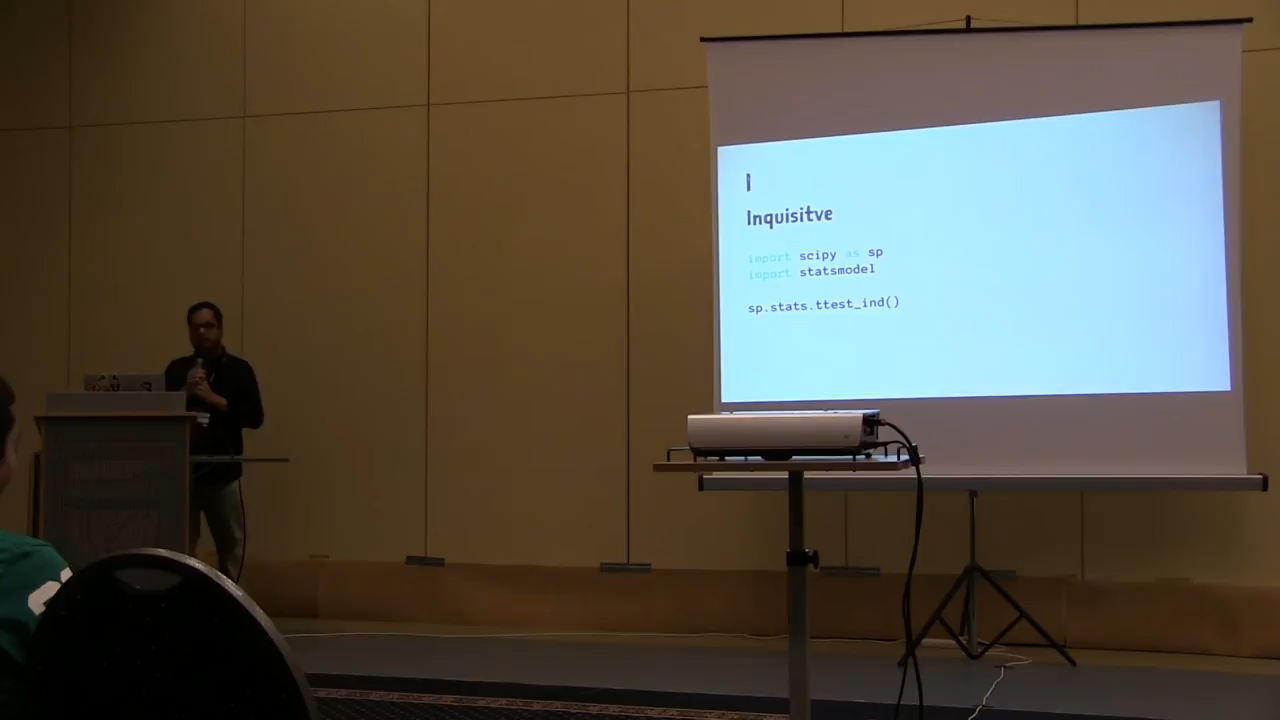 I
Inquisitve
import scipy as sp
import statsmodel
sp.stats.ttest_ind()